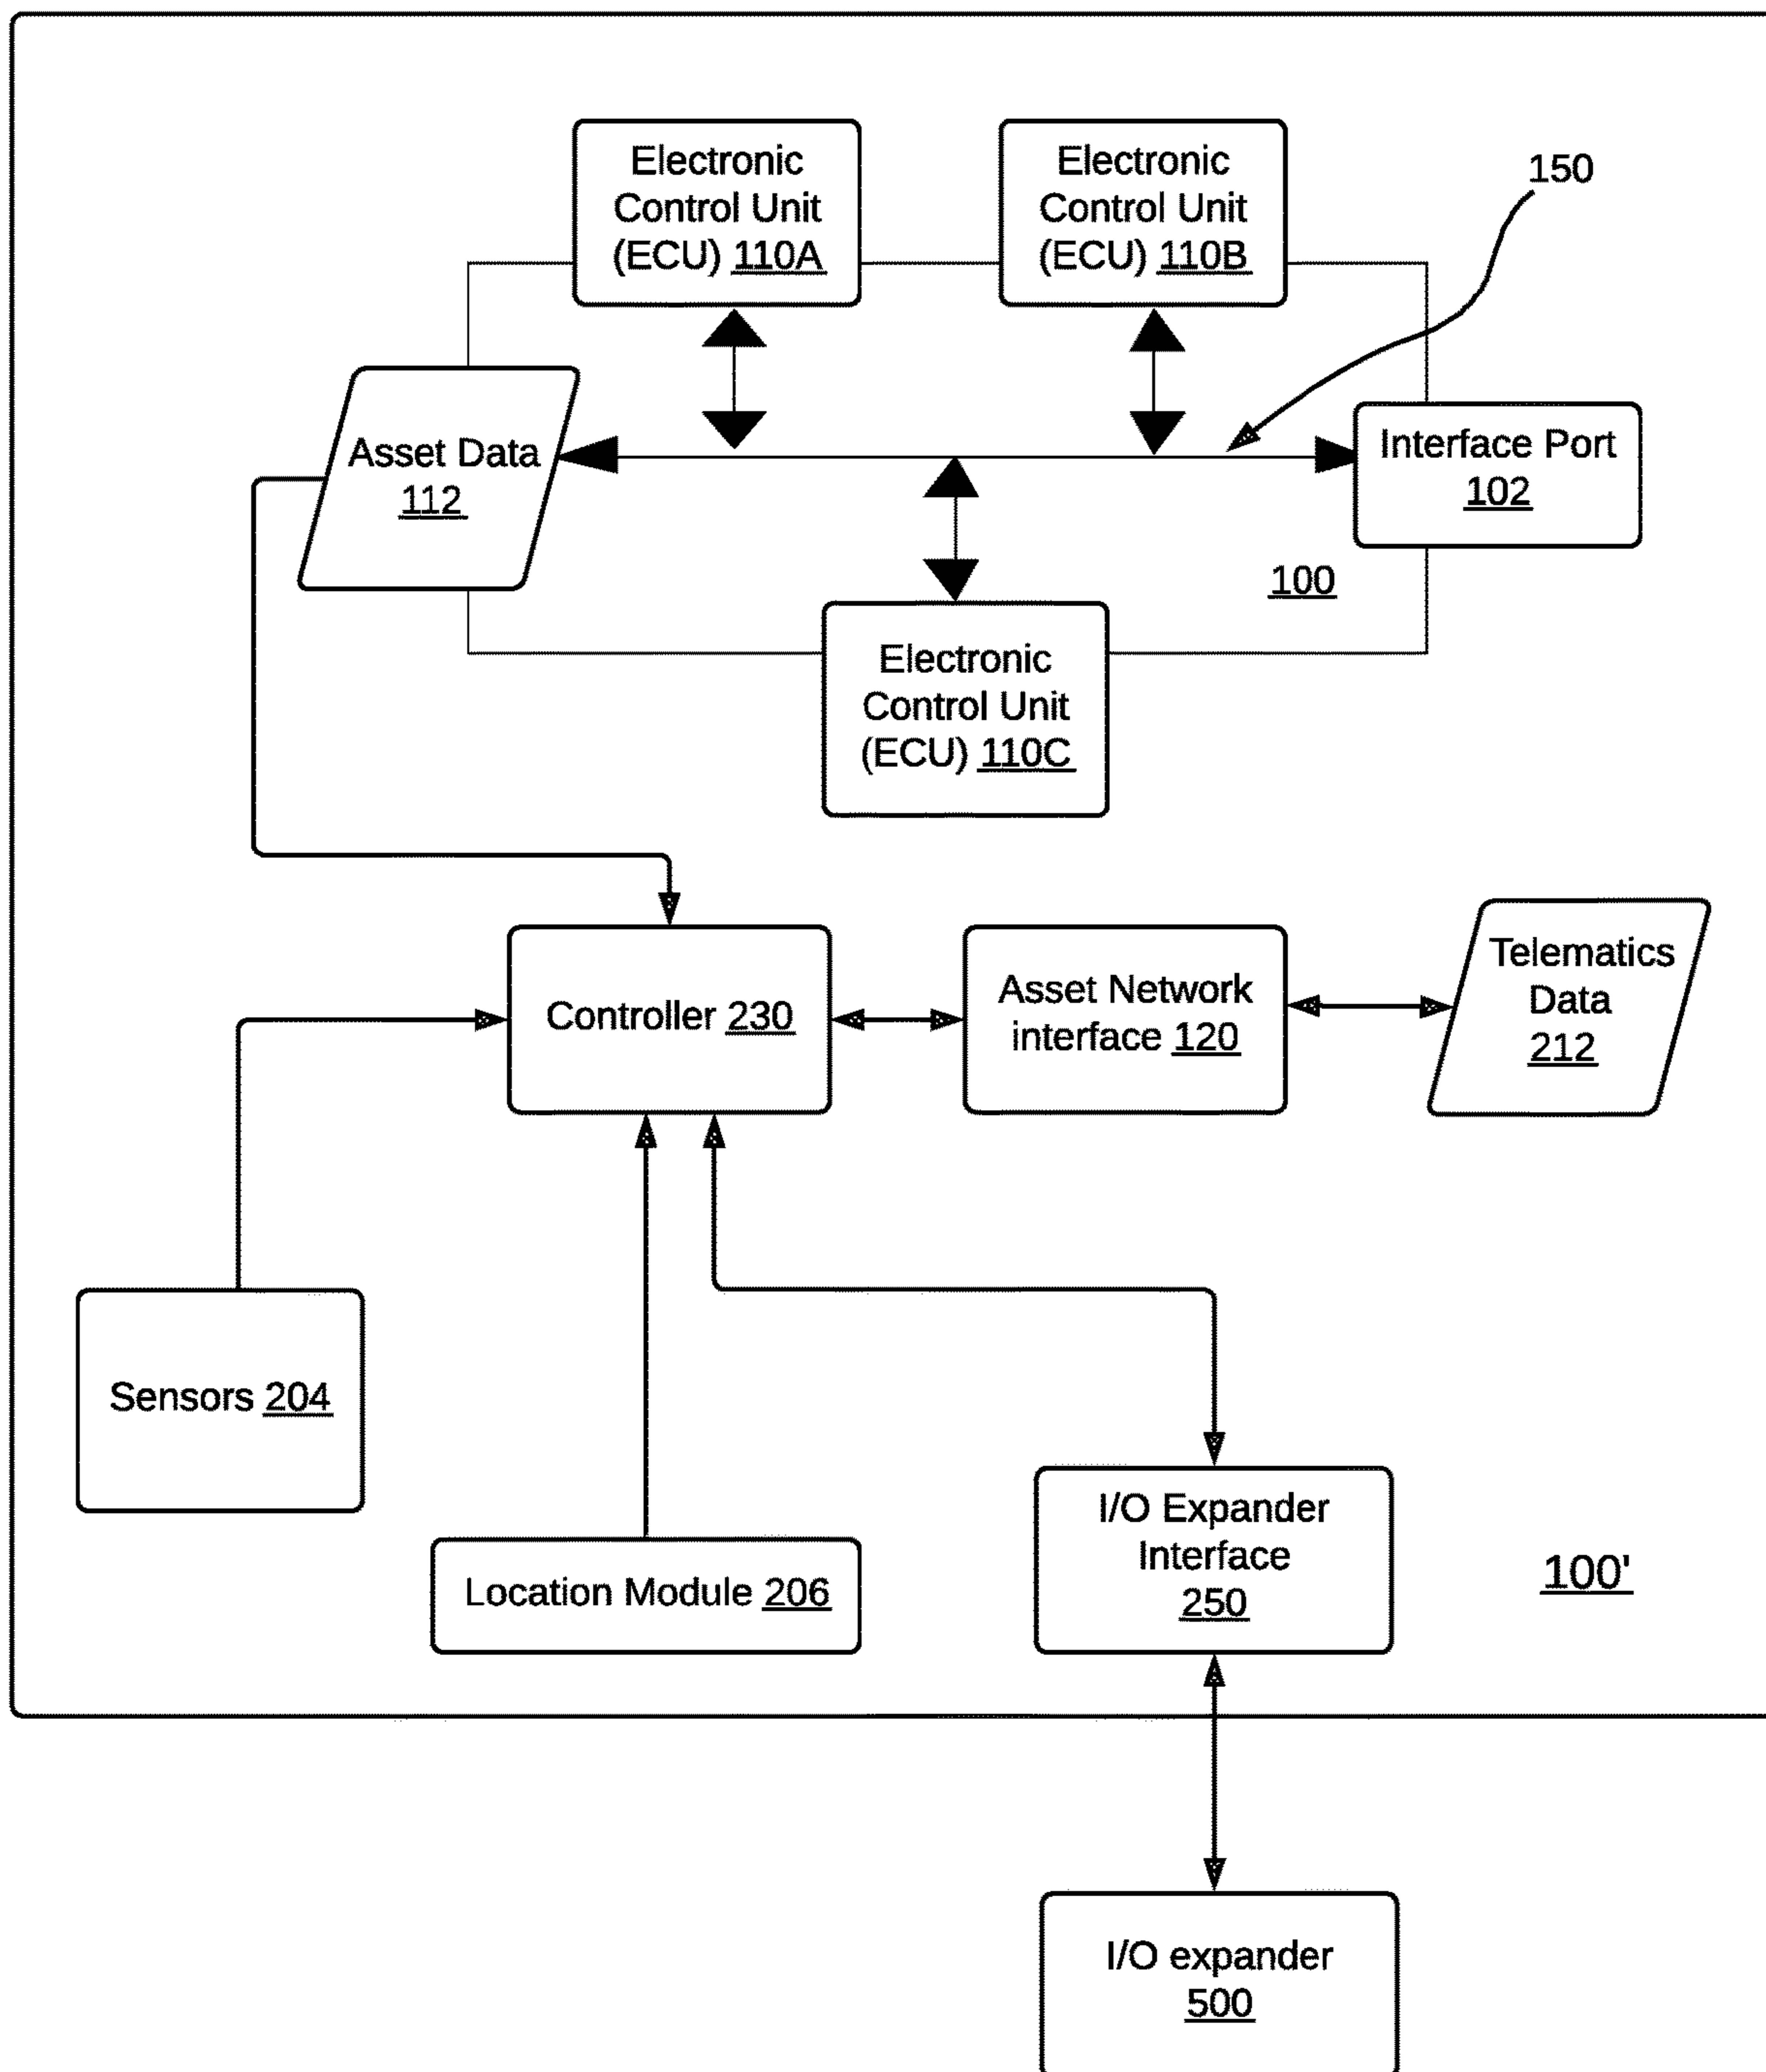 Electronic
Control Unit
(ECU) 110A
Electronic
Control Unit
(ECU) 110B
150
Asset Data
112
Interface Port
102
100
Electronic
Control Unit
(ECU) 110C
Controller 230
Asset Network
interface 120
Telematics
Data
212
Sensors 204
Location Module 206
I/O Expander
Interface
250
100'
I/O expander
500